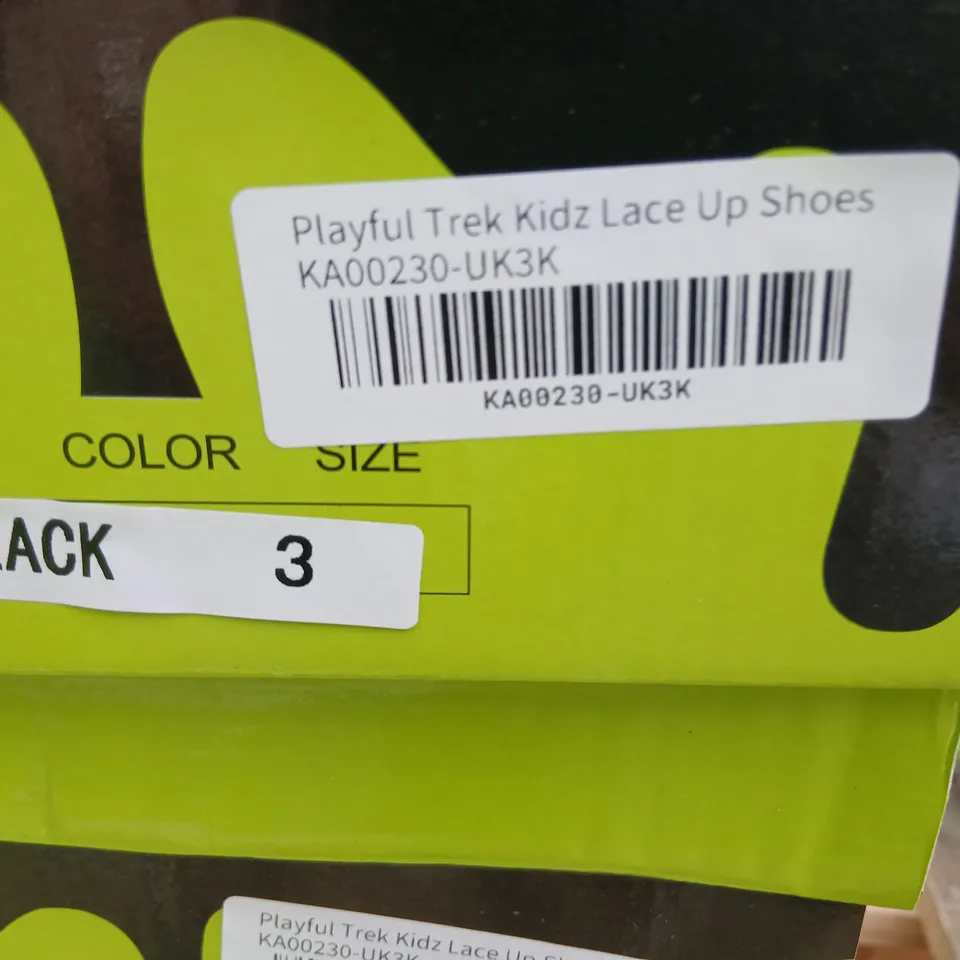 Playful Trek Kidz Lace Up Shoes
KA00230-UK3K
KA00230-UK3K
COLOR SIZE
LACK 3
Playful Trek Kidz Lace Up
KA00230-UK3K